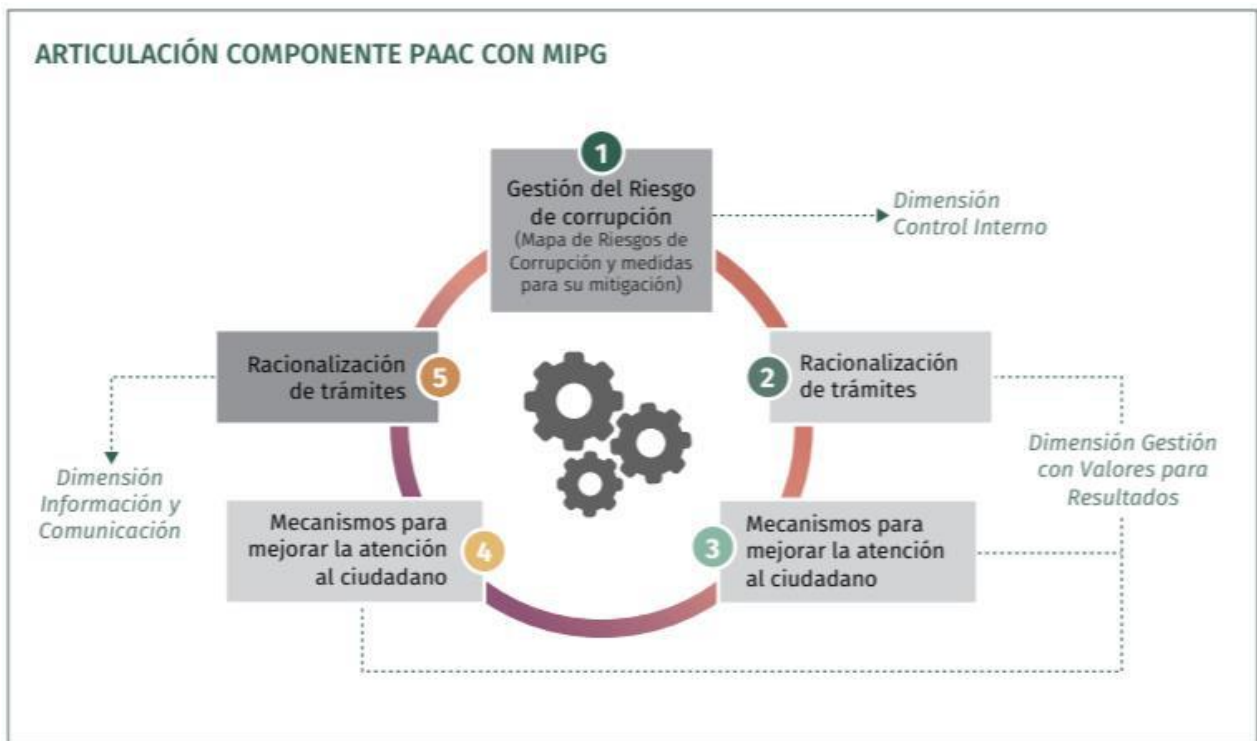 ARTICULACIÓN COMPONENTE PAAC CON MIPG
1
Gestión del Riesgo
de corrupción
(Mapa de Riesgos de
Corrupción y medidas
para su mitigación)
Dimensión
Control Interno
Racionalización
de trámites
5
2
Racionalización
de trámites
Dimensión Gestión
con Valores para
Resultados
Dimensión
Información y
Comunicación
Mecanismos para
mejorar la atención
al ciudadano
4
3
Mecanismos para
mejorar la atención
al ciudadano